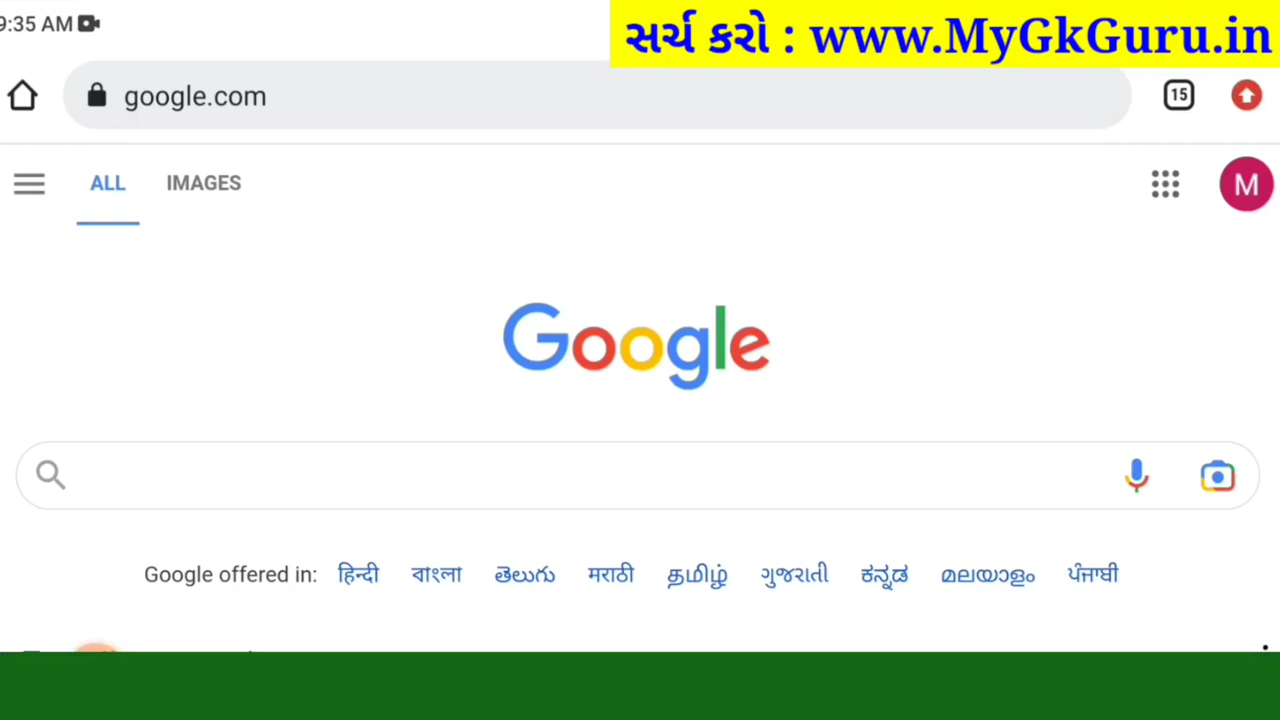 9:35 AM
સર્ચ કરો : www.MyGkGuru.in
google.com
15
ALL IMAGES
M
Google
Google offered in: हिन्दी বাংলা తెలుగు मराठी தமிழ் ગુજરાતી ಕನ್ನಡ മലയാളം ਪੰਜਾਬੀ